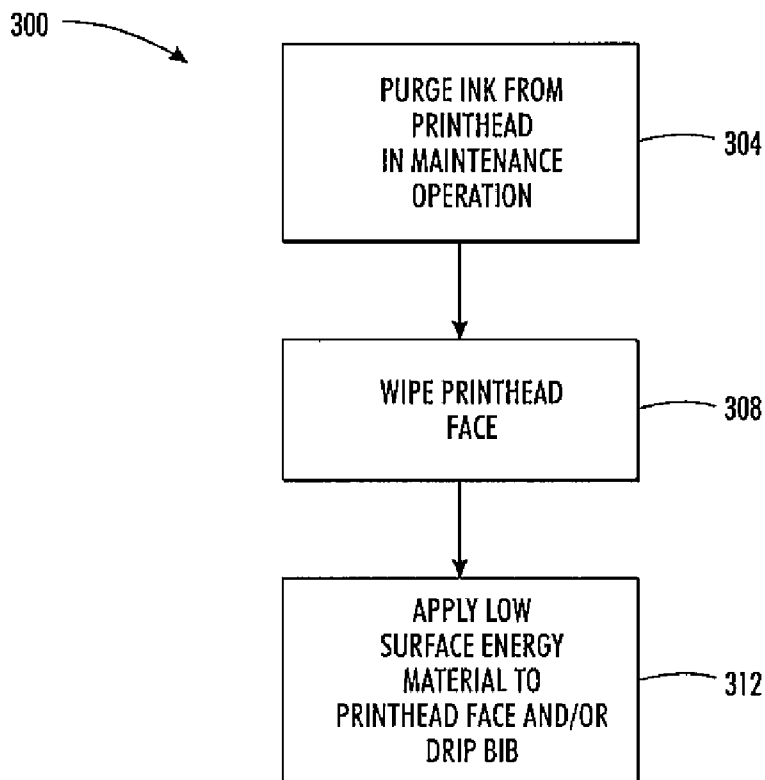 300
PURGE INK FROM
PRINTHEAD
IN MAINTENANCE
OPERATION
304
WIPE PRINTHEAD
FACE
308
APPLY LOW
SURFACE ENERGY
MATERIAL TO
PRINTHEAD FACE AND/OR
DRIP BIB
312